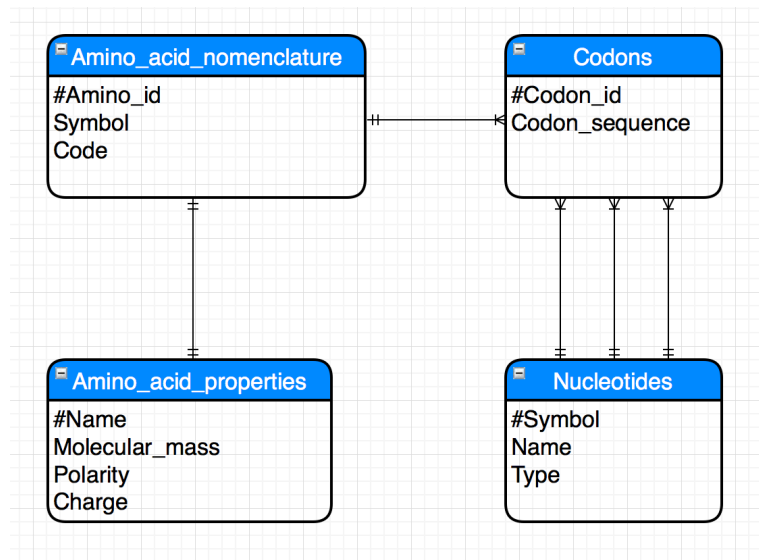 Amino_acid_nomenclature
#Amino_id
Symbol
Code
Codons
#Codon_id
Codon_sequence
Amino_acid_properties
#Name
Molecular_mass
Polarity
Charge
Nucleotides
#Symbol
Name
Type